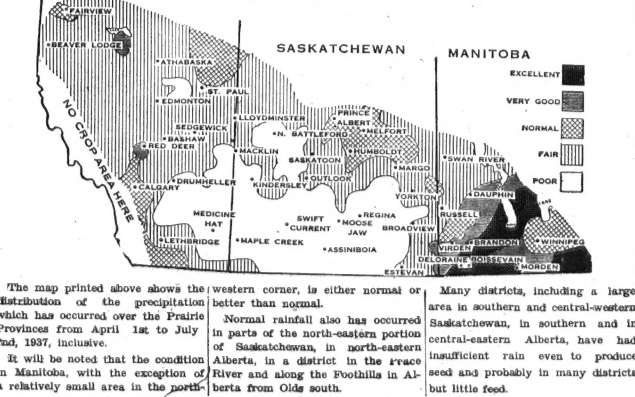 SASKATCHEWAN
MANITOBA
EXCELLENT
VERY GOOD
NORMAL
FAIR
POOR
FAIRVIEW
BEAVER LODGE
ATHABASKA
ST. PAUL
EDMONTON
LLOYDMINSTER
PRINCE
ALBERT
SEDGEWICK
N. BATTLEFORD
MELFORT
BASHAW
RED DEER
MACKLIN
HUMBOLDT
SASKATOON
MARGO
SWAN RIVER
NO CROP AREA HERE
CALGARY
DRUMHELLER
KINDERSLEY
OUTLOOK
YORKTON
DAUPHIN
MEDICINE
HAT
SWIFT
CURRENT
REGINA
MOOSE
JAW
BROADVIEW
RUSSELL
LETHBRIDGE
MAPLE CREEK
ASSINIBOIA
VIRDEN
BRANDON
WINNIPEG
DELORAINE
BOISSEVAIN
MORDEN
ESTEVAN
The map printed above shows the
distribution of the precipitation
which has occurred over the Prairie
Provinces from April 1st to July
2nd, 1937, inclusive.
It will be noted that the condition
in Manitoba, with the exception of
a relatively small area in the north-
western corner, is either normal or
better than normal.
Normal rainfall also has occurred
in parts of the north-eastern portion
of Saskatchewan, in north-eastern
Alberta, in a district in the Peace
River and along the Foothills in Al-
berta from Olds south.
Many districts, including a large
area in southern and central-western
Saskatchewan, in southern and in
central-eastern Alberta, have had
insufficient rain even to produce
seed and probably in many districts
but little feed.